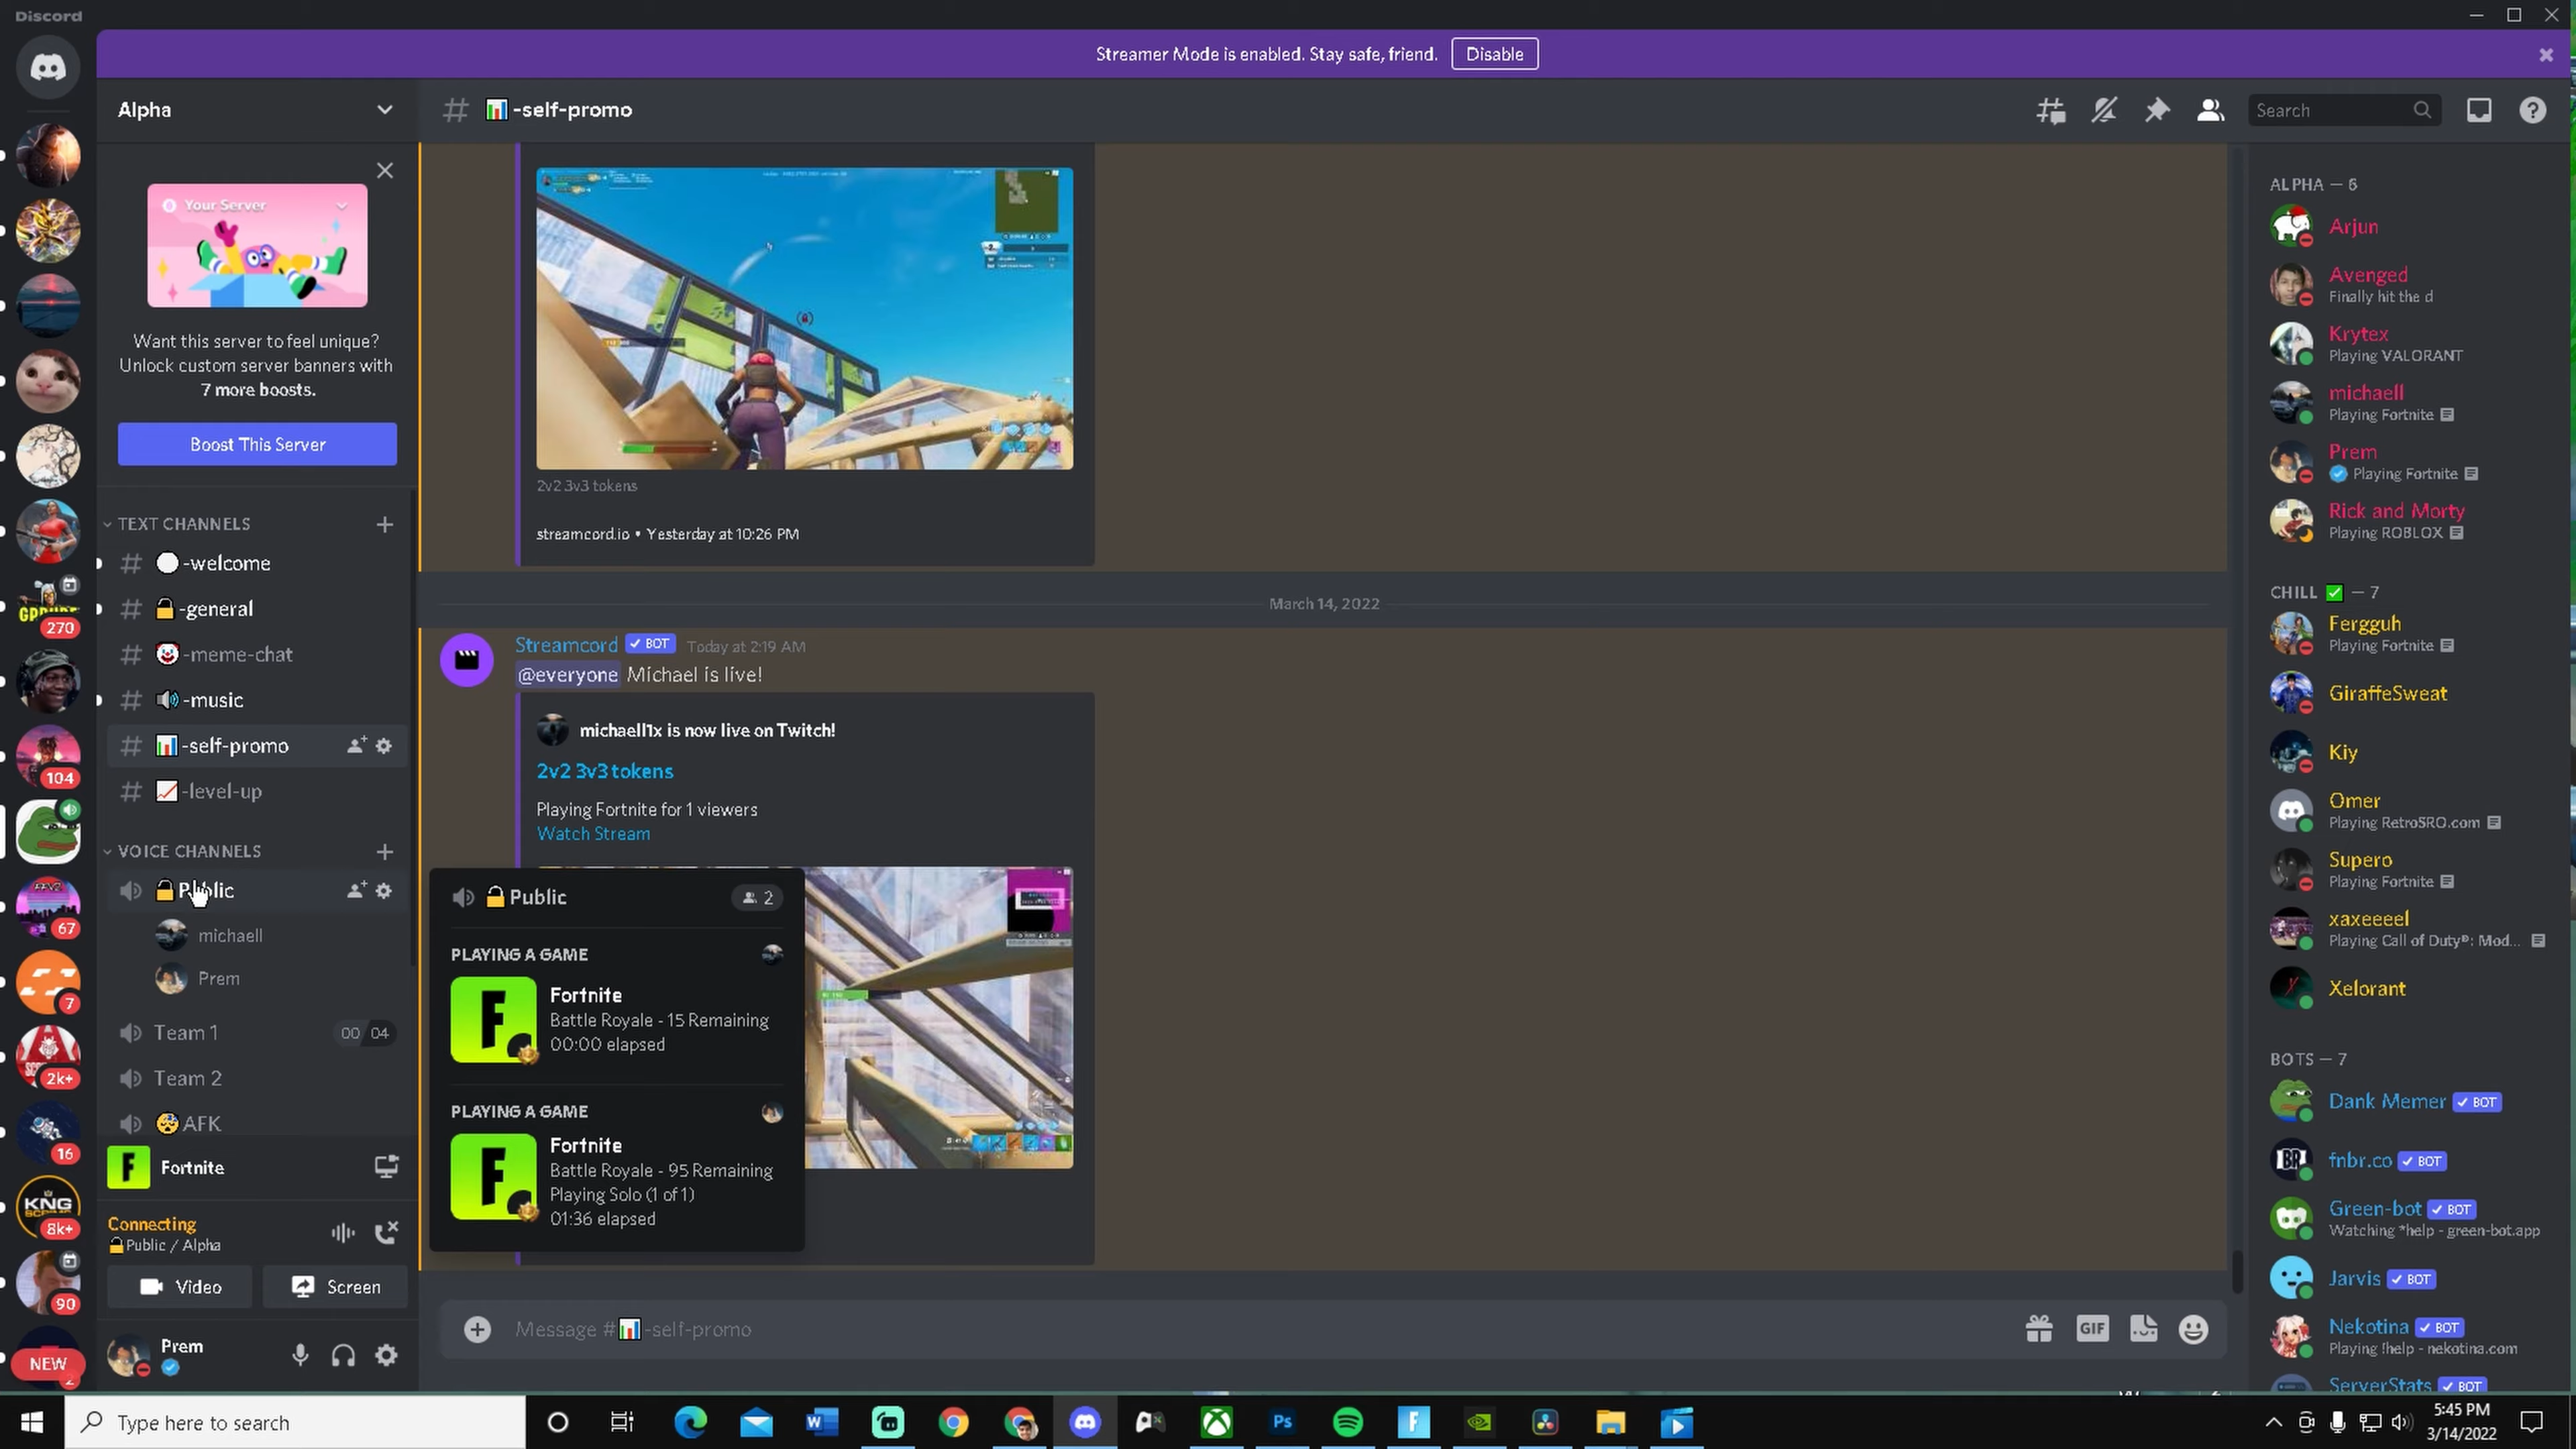 Discord
Streamer Mode is enabled. Stay safe, friend. Disable
Alpha
-self-promo
Search
Your Server
Want this server to feel unique?
Unlock custom server banners with
7 more boosts.
Boost This Server
TEXT CHANNELS
-welcome
-general
-meme-chat
-music
-self-promo
-level-up
VOICE CHANNELS
Public
michaell
Prem
Team 1 00 04
Team 2
AFK
Fortnite
Connecting
Public / Alpha
Video Screen
Prem
270
104
67
7
2k+
16
KNG
8k+
90
NEW
2
2v2 3v3 tokens
streamcord.io • Yesterday at 10:26 PM
March 14, 2022
Streamcord BOT Today at 2:19 AM
@everyone Michael is live!
michaell1x is now live on Twitch!
2v2 3v3 tokens
Playing Fortnite for 1 viewers
Watch Stream
Public 2
PLAYING A GAME
Fortnite
Battle Royale - 15 Remaining
00:00 elapsed
PLAYING A GAME
Fortnite
Battle Royale - 95 Remaining
Playing Solo (1 of 1)
01:36 elapsed
Message # -self-promo
GIF
ALPHA — 6
Arjun
Avenged
Finally hit the d
Krytex
Playing VALORANT
michaell
Playing Fortnite
Prem
Playing Fortnite
Rick and Morty
Playing ROBLOX
CHILL — 7
Fergguh
Playing Fortnite
GiraffeSweat
Kiy
Omer
Playing RetroSRO.com
Supero
Playing Fortnite
xaxeeeel
Playing Call of Duty®: Mod...
Xelorant
BOTS — 7
Dank Memer BOT
fnbr.co BOT
Green-bot BOT
Watching *help - green-bot.app
Jarvis BOT
Nekotina BOT
Playing !help - nekotina.com
ServerStats BOT
Type here to search
Ps
5:45 PM
3/14/2022